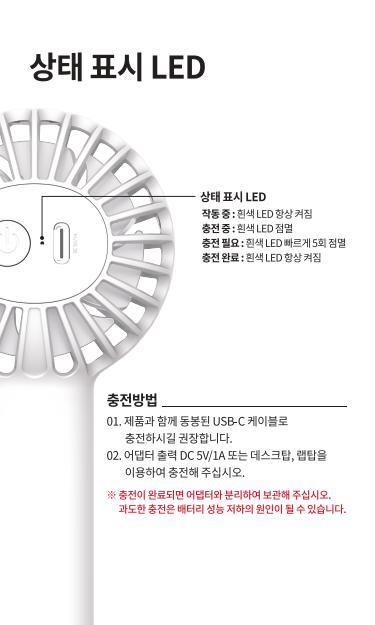 상태 표시 LED
상태 표시 LED
작동 중 : 흰색 LED 항상 켜짐
충전 중 : 흰색 LED 점멸
충전 필요 : 흰색 LED 빠르게 5회 점멸
충전 완료 : 흰색 LED 항상 켜짐
충전방법
01. 제품과 함께 동봉된 USB-C 케이블로
충전하시길 권장합니다.
02. 어댑터 출력 DC 5V/1A 또는 데스크탑, 랩탑을
이용하여 충전해 주십시오.
※ 충전이 완료되면 어댑터와 분리하여 보관해 주십시오.
과도한 충전은 배터리 성능 저하의 원인이 될 수 있습니다.